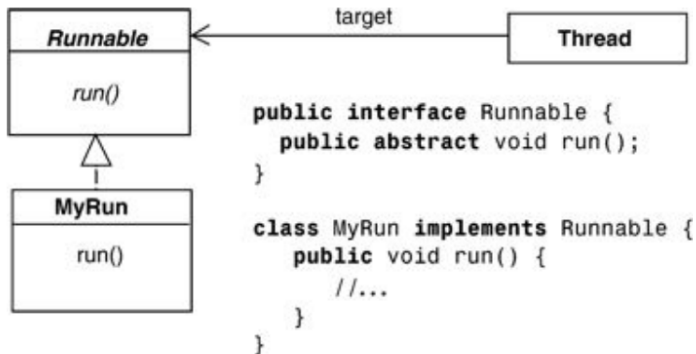 target
Runnable
Thread
run()
public interface Runnable {
public abstract void run();
}
MyRun
run()
class MyRun implements Runnable {
public void run() {
//...
}
}